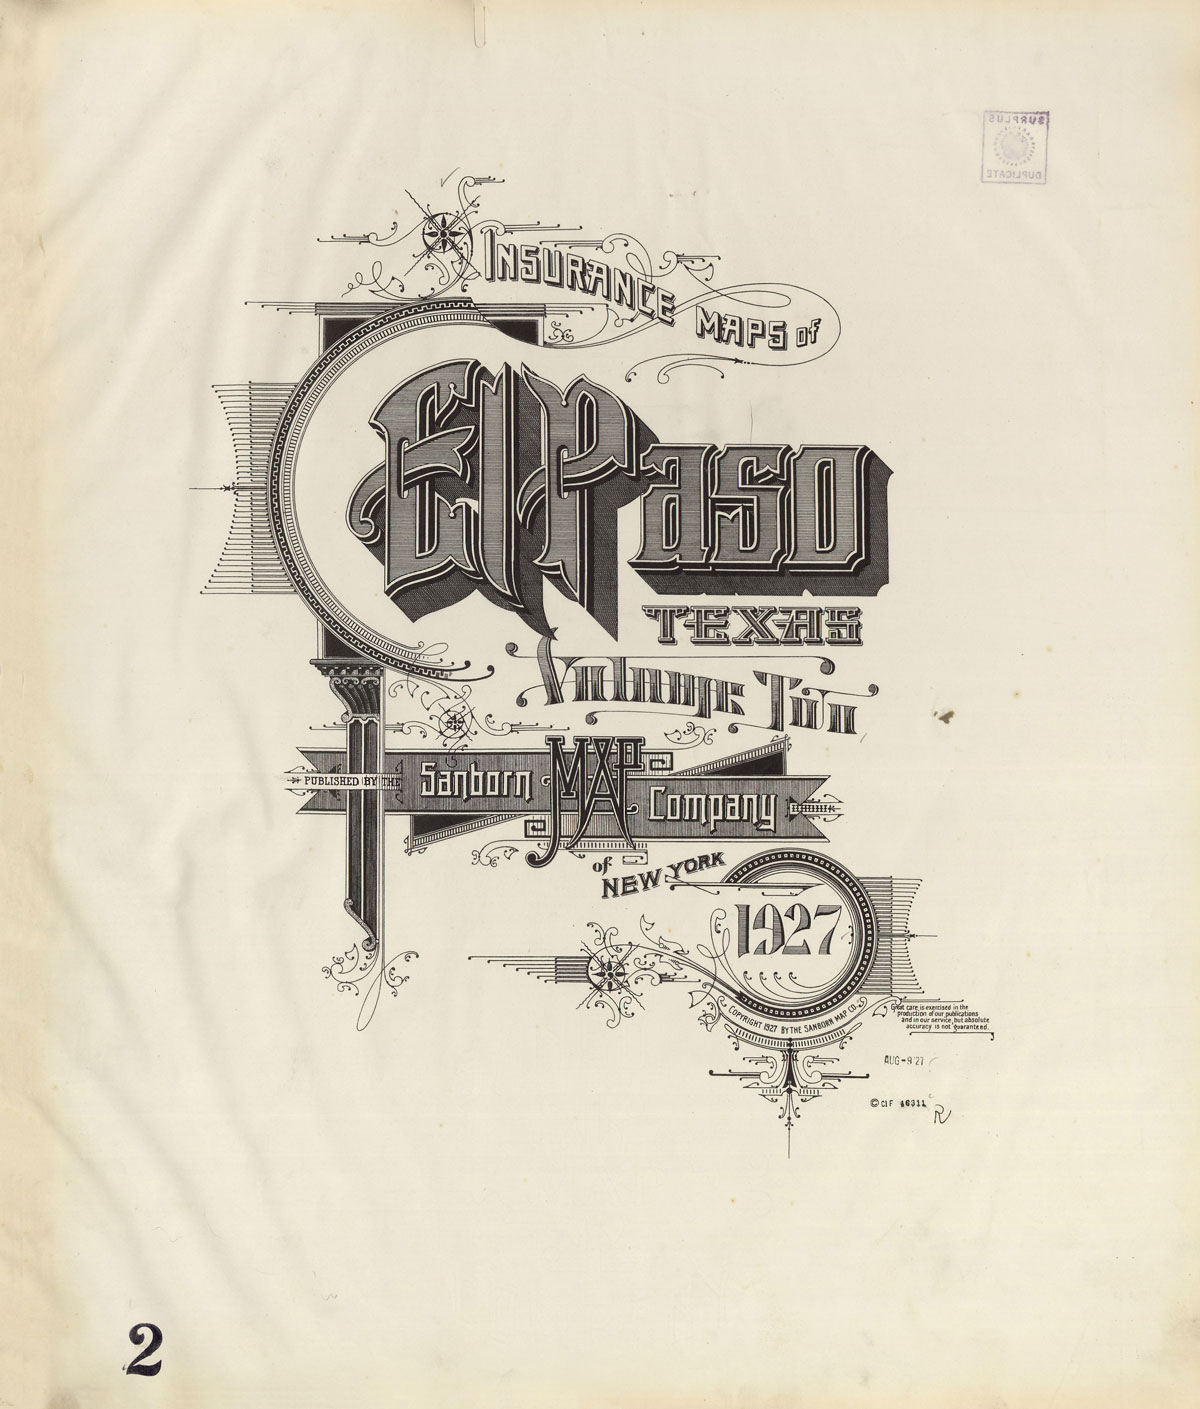 SURPLUS
DUPLICATE
INSURANCE MAPS OF
El Paso
TEXAS
Volume Two
PUBLISHED BY THE
Sanborn MAP Company
of NEW YORK
1927
COPYRIGHT 1927 BY THE SANBORN MAP CO.
Great care is exercised in the
production of our publications
and in our service, but absolute
accuracy is not guaranteed.
AUG -9 '27
© Cl F 46311
R
2